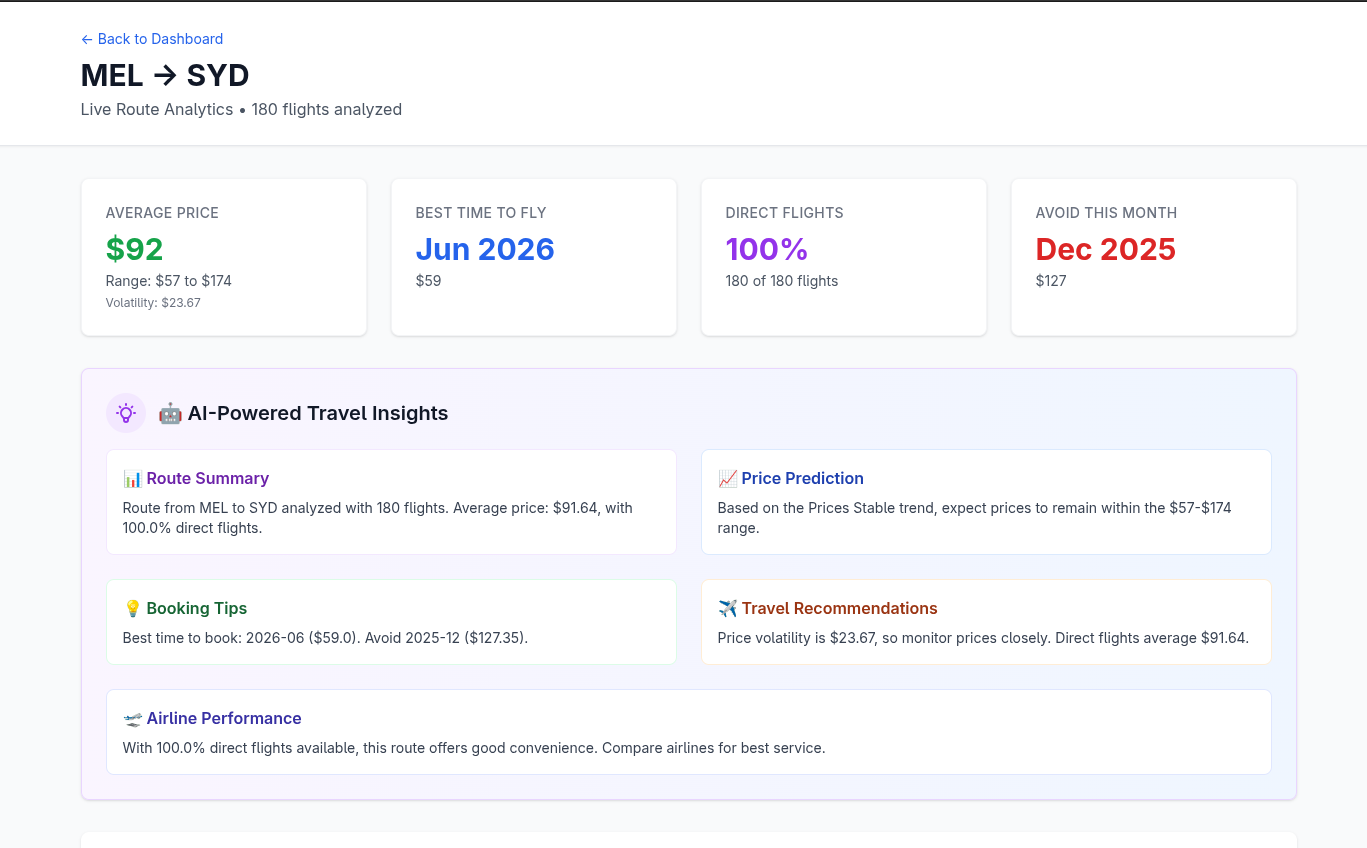 ← Back to Dashboard
MEL → SYD
Live Route Analytics • 180 flights analyzed
AVERAGE PRICE
$92
Range: $57 to $174
Volatility: $23.67
BEST TIME TO FLY
Jun 2026
$59
DIRECT FLIGHTS
100%
180 of 180 flights
AVOID THIS MONTH
Dec 2025
$127
🤖 AI-Powered Travel Insights
📊 Route Summary
Route from MEL to SYD analyzed with 180 flights. Average price: $91.64, with
100.0% direct flights.
📈 Price Prediction
Based on the Prices Stable trend, expect prices to remain within the $57-$174
range.
💡 Booking Tips
Best time to book: 2026-06 ($59.0). Avoid 2025-12 ($127.35).
✈️ Travel Recommendations
Price volatility is $23.67, so monitor prices closely. Direct flights average $91.64.
🛫 Airline Performance
With 100.0% direct flights available, this route offers good convenience. Compare airlines for best service.